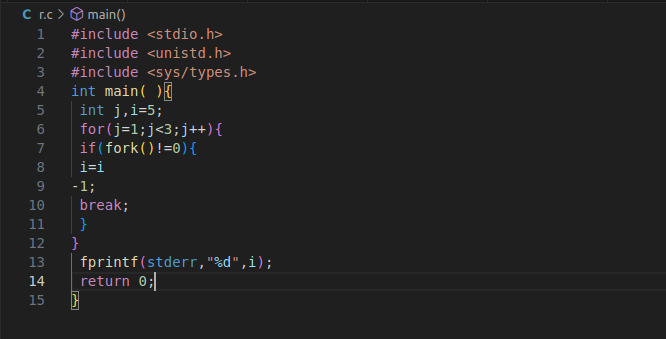 C r.c > main()
1 #include <stdio.h>
2 #include <unistd.h>
3 #include <sys/types.h>
4 int main( ){
5 int j,i=5;
6 for(j=1;j<3;j++){
7 if(fork()!=0){
8 i=i
9 -1;
10 break;
11 }
12 }
13 fprintf(stderr,"%d",i);
14 return 0;
15 }